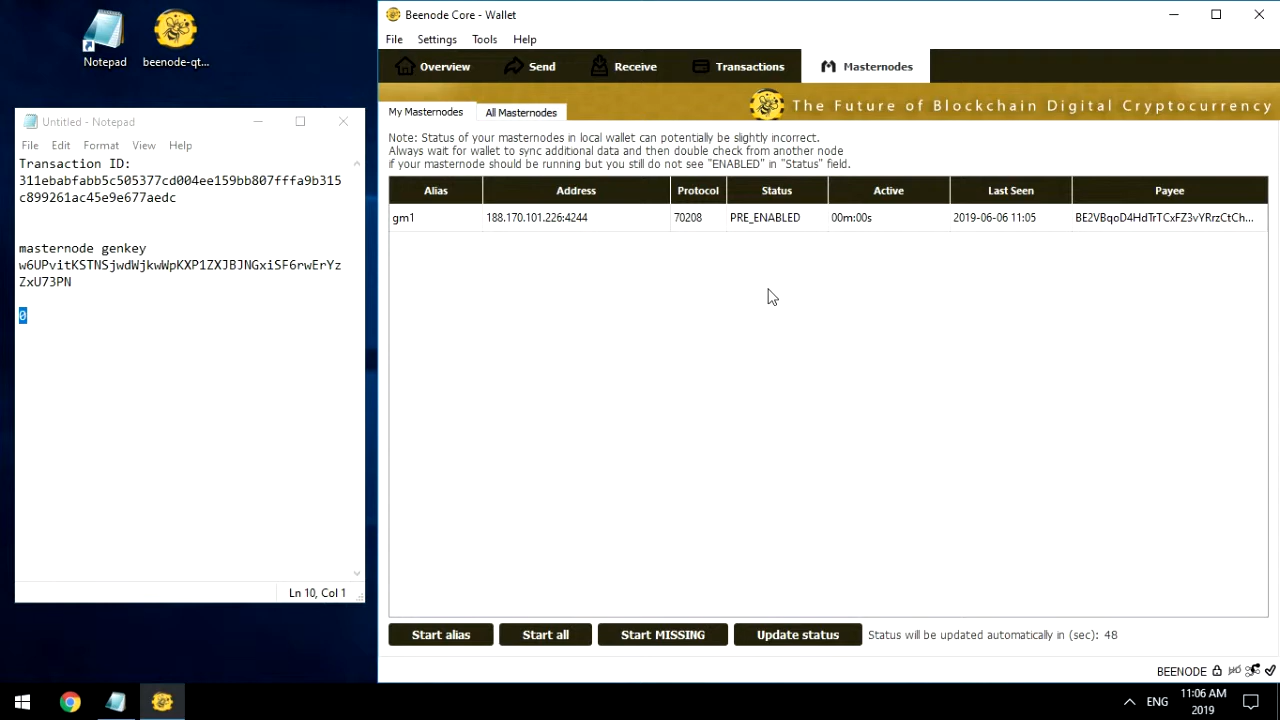 Notepad
beenode-qt...
Untitled - Notepad
File Edit Format View Help
Transaction ID:
311ebabfabb5c505377cd004ee159bb807fffa9b315
c899261ac45e9e677aedc
masternode genkey
w6UPvitKSTNSjwdWjkwWpKXP1ZXJBJNGxiSF6rwErYz
ZxU73PN
0
Ln 10, Col 1
Beenode Core - Wallet
File Settings Tools Help
Overview Send Receive Transactions Masternodes
The Future of Blockchain Digital Cryptocurrency
My Masternodes All Masternodes
Note: Status of your masternodes in local wallet can potentially be slightly incorrect.
Always wait for wallet to sync additional data and then double check from another node
if your masternode should be running but you still do not see "ENABLED" in "Status" field.
Alias Address Protocol Status Active Last Seen Payee
gm1 188.170.101.226:4244 70208 PRE_ENABLED 00m:00s 2019-06-06 11:05 BE2VBqoD4HdTrTCxFZ3vYRrzCtCh...
Start alias Start all Start MISSING Update status Status will be updated automatically in (sec): 48
BEENODE
ENG
11:06 AM
2019